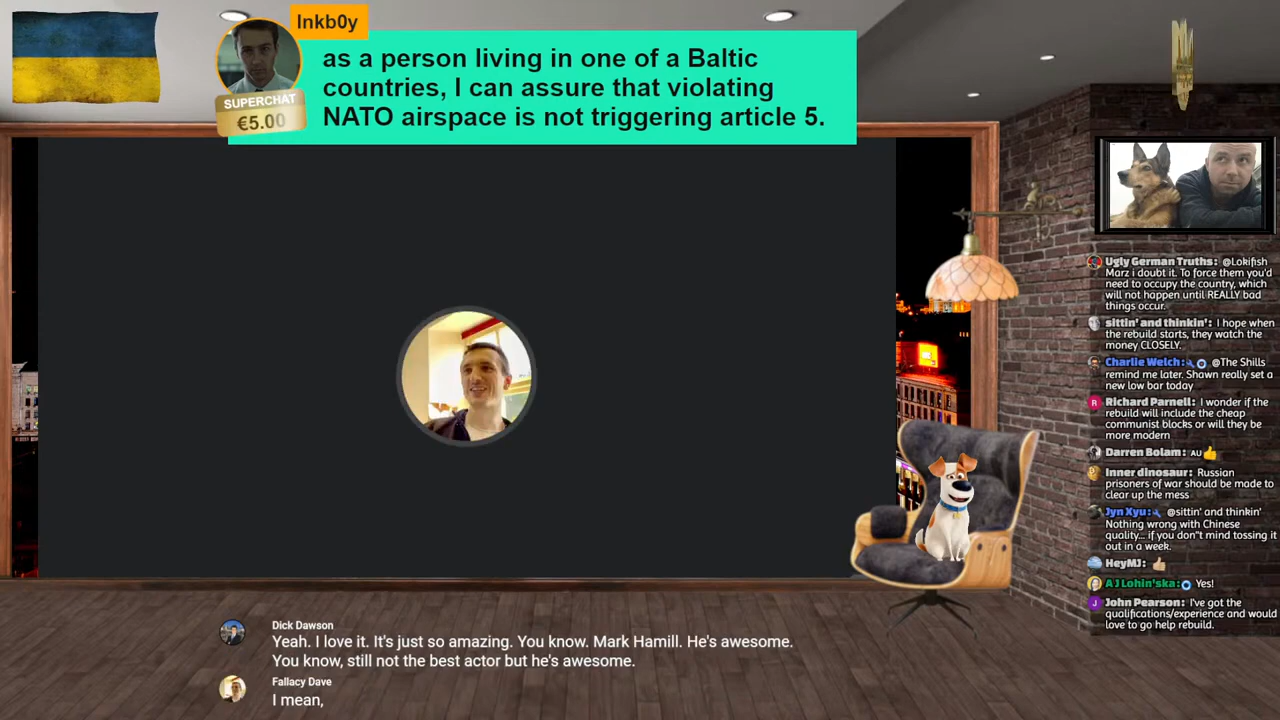 Inkb0y
as a person living in one of a Baltic
countries, I can assure that violating
NATO airspace is not triggering article 5.
SUPERCHAT
€5.00
Ugly German Truths: @Lokifish
Marz i doubt it. To force them you'd
need to occupy the country, which
will not happen until REALLY bad
things occur.
sittin' and thinkin': I hope when
the rebuild starts, they watch the
money CLOSELY.
Charlie Welch: @The Shills
remind me later. Shawn really set a
new low bar today
R Richard Parnell: I wonder if the
rebuild will include the cheap
communist blocks or will they be
more modern
Darren Bolam: AU
Inner dinosaur: Russian
prisoners of war should be made to
clear up the mess
Jyn Xyu: @sittin' and thinkin'
Nothing wrong with Chinese
quality... if you don"t mind tossing it
out in a week.
HeyMJ:
A J Lohin'ska: Yes!
J John Pearson: I've got the
qualifications/experience and would
love to go help rebuild.
Dick Dawson
Yeah. I love it. It's just so amazing. You know. Mark Hamill. He's awesome.
You know, still not the best actor but he's awesome.
Fallacy Dave
I mean,